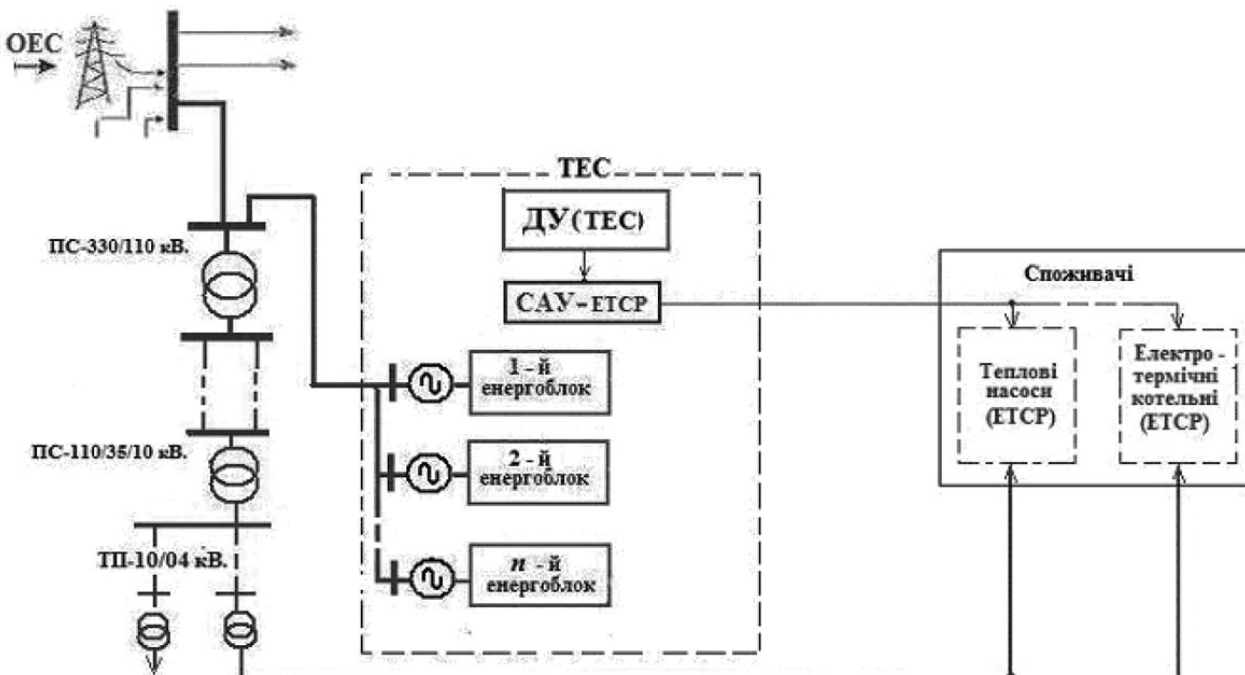 ОЕС
ТЕС
ДУ(ТЕС)
САУ-ЕТСР
ПС-330/110 кВ.
Споживачі
1 - й
енергоблок
Теплові
насоси
(ЕТСР)
Електро -
термічні
котельні
(ЕТСР)
ПС-110/35/10 кВ.
2 - й
енергоблок
ТП-10/04 кВ.
n - й
енергоблок